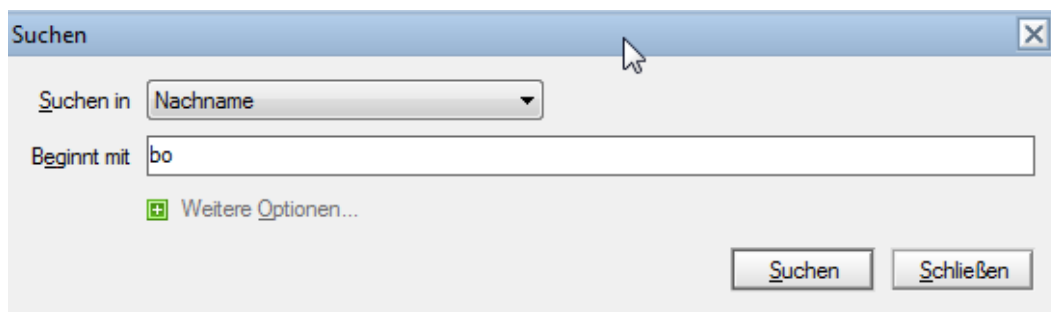 Suchen
Suchen in Nachname
Beginnt mit bo
Weitere Optionen...
Suchen Schließen